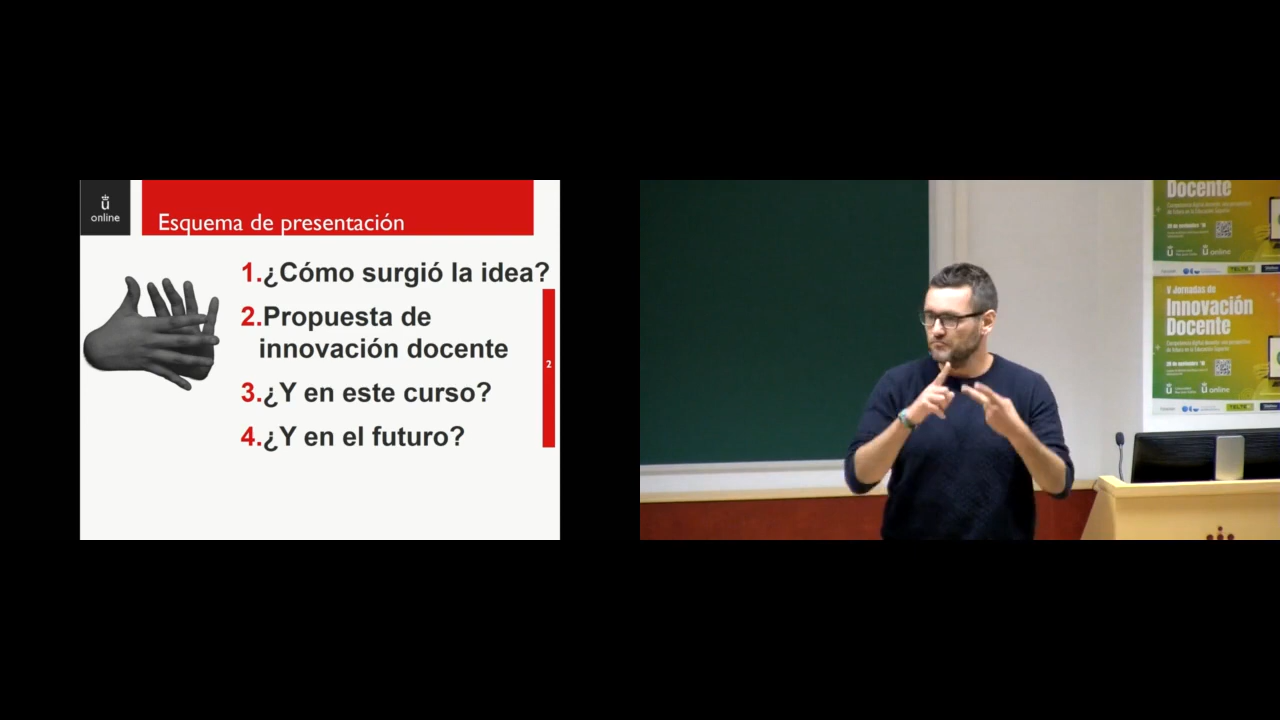 ü
online
Esquema de presentación
1.¿Cómo surgió la idea?
2.Propuesta de
innovación docente
3.¿Y en este curso?
4.¿Y en el futuro?
2
Docente
ü online
V Jornadas de
Innovación
Docente
ü online